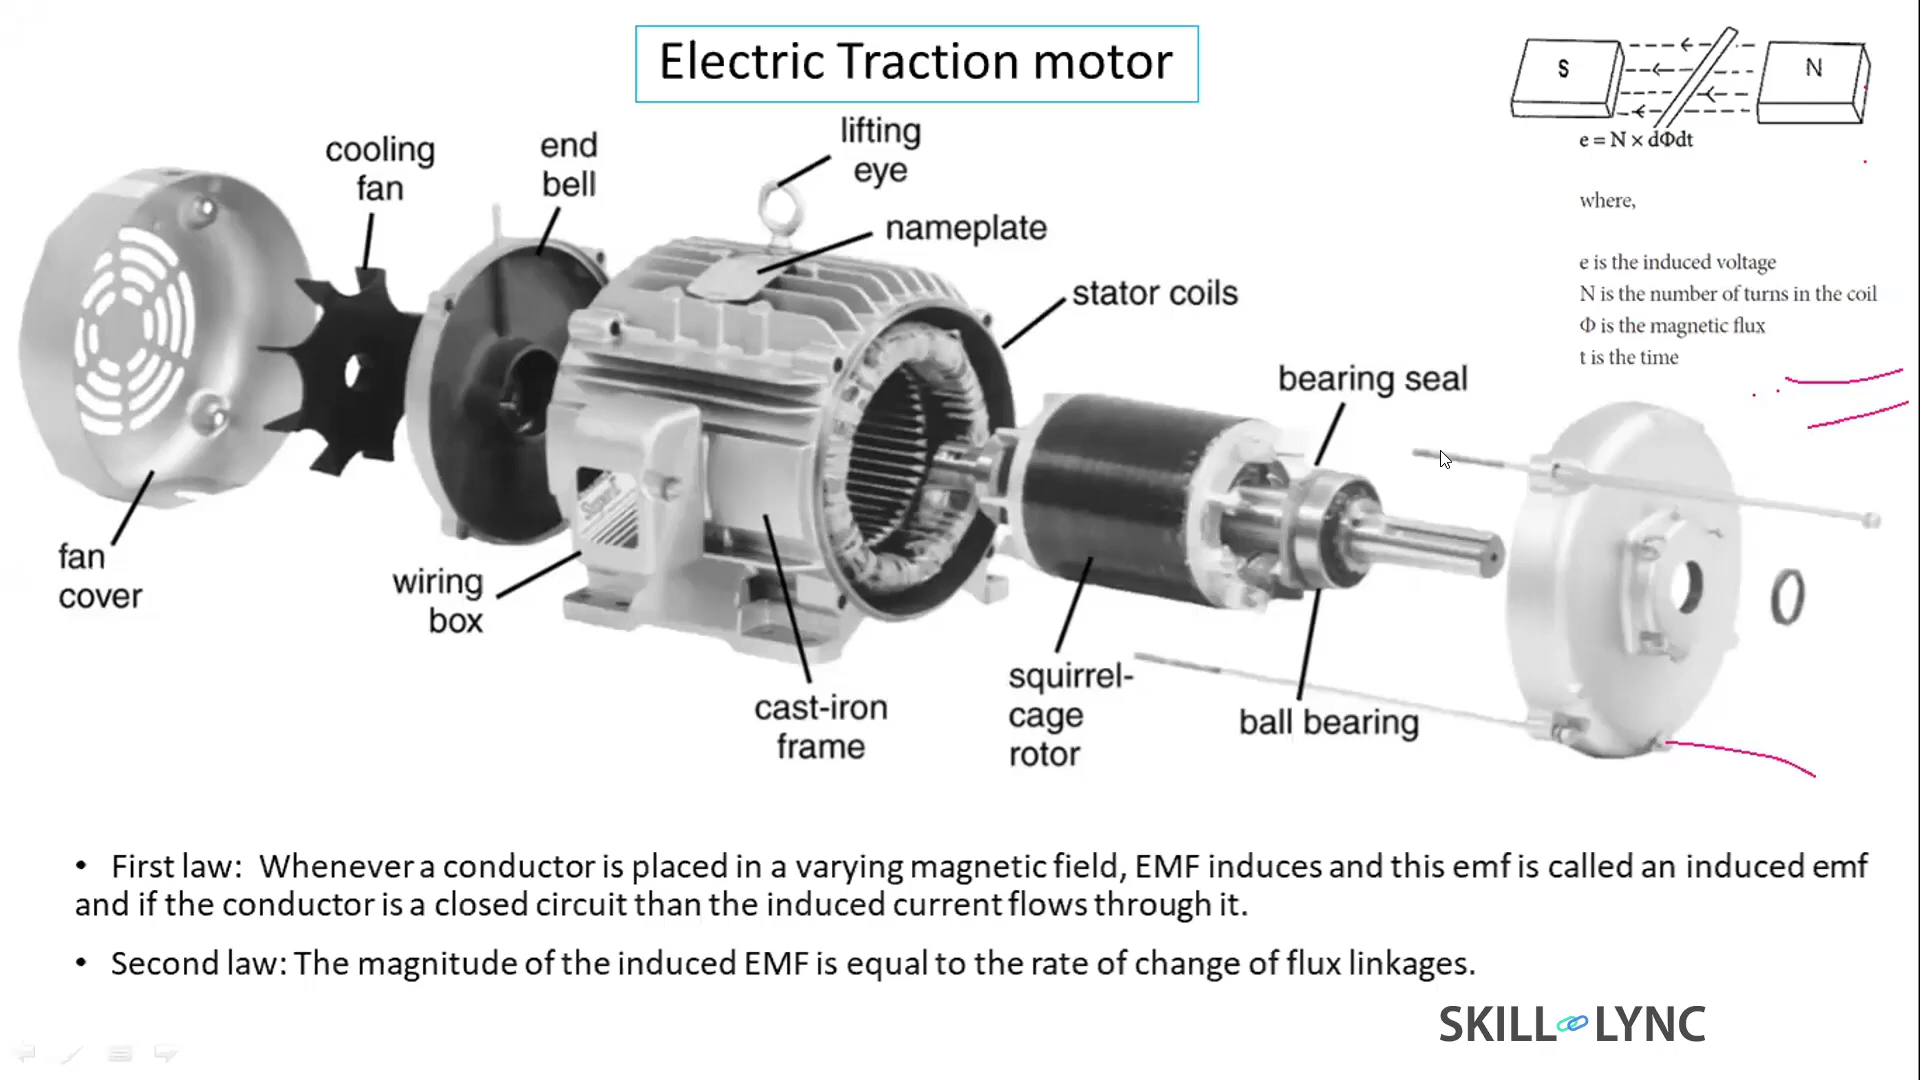 Electric Traction motor
S
N
e = N × dΦdt
where,
e is the induced voltage
N is the number of turns in the coil
Φ is the magnetic flux
t is the time
cooling
fan
end
bell
lifting
eye
nameplate
stator coils
bearing seal
fan
cover
wiring
box
cast-iron
frame
squirrel-
cage
rotor
ball bearing
• First law: Whenever a conductor is placed in a varying magnetic field, EMF induces and this emf is called an induced emf
and if the conductor is a closed circuit than the induced current flows through it.
• Second law: The magnitude of the induced EMF is equal to the rate of change of flux linkages.
SKILL LYNC